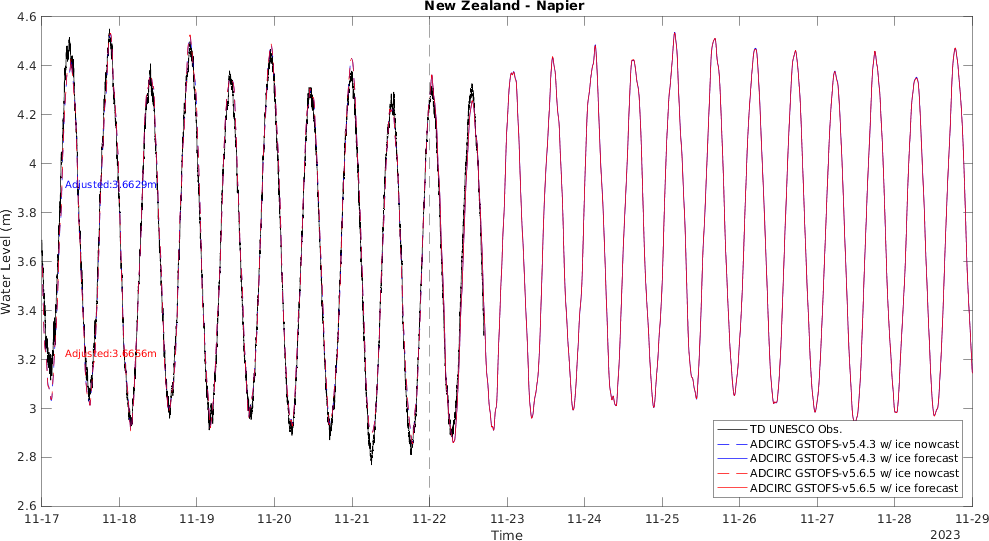 New Zealand - Napier
4.6
4.4
4.2
4
3.8
3.6
3.4
3.2
3
2.8
2.6
Water Level (m)
Adjusted:3.6629m
Adjusted:3.6656m
TD UNESCO Obs.
ADCIRC GSTOFS-v5.4.3 w/ ice nowcast
ADCIRC GSTOFS-v5.4.3 w/ ice forecast
ADCIRC GSTOFS-v5.6.5 w/ ice nowcast
ADCIRC GSTOFS-v5.6.5 w/ ice forecast
11-17 11-18 11-19 11-20 11-21 11-22 11-23 11-24 11-25 11-26 11-27 11-28 11-29
Time
2023